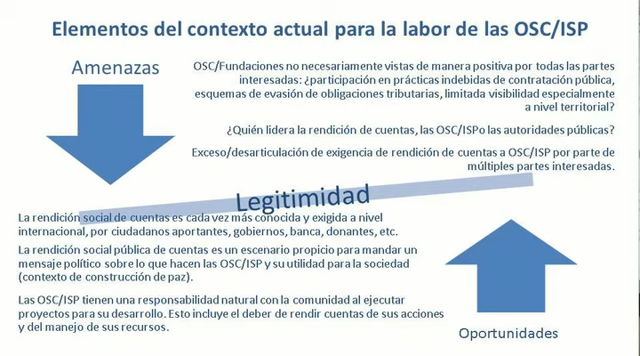 Elementos del contexto actual para la labor de las OSC/ISP
Amenazas
OSC/Fundaciones no necesariamente vistas de manera positiva por todas las partes
interesadas: ¿participación en prácticas indebidas de contratación pública,
esquemas de evasión de obligaciones tributarias, limitada visibilidad especialmente
a nivel territorial?
¿Quién lidera la rendición de cuentas, las OSC/ISPo las autoridades públicas?
Exceso/desarticulación de exigencia de rendición de cuentas a OSC/ISP por parte de
múltiples partes interesadas.
Legitimidad
La rendición social de cuentas es cada vez más conocida y exigida a nivel
internacional, por ciudadanos aportantes, gobiernos, banca, donantes, etc.
La rendición social pública de cuentas es un escenario propicio para mandar un
mensaje político sobre lo que hacen las OSC/ISP y su utilidad para la sociedad
(contexto de construcción de paz).
Las OSC/ISP tienen una responsabilidad natural con la comunidad al ejecutar
proyectos para su desarrollo. Esto incluye el deber de rendir cuentas de sus acciones
y del manejo de sus recursos.
Oportunidades